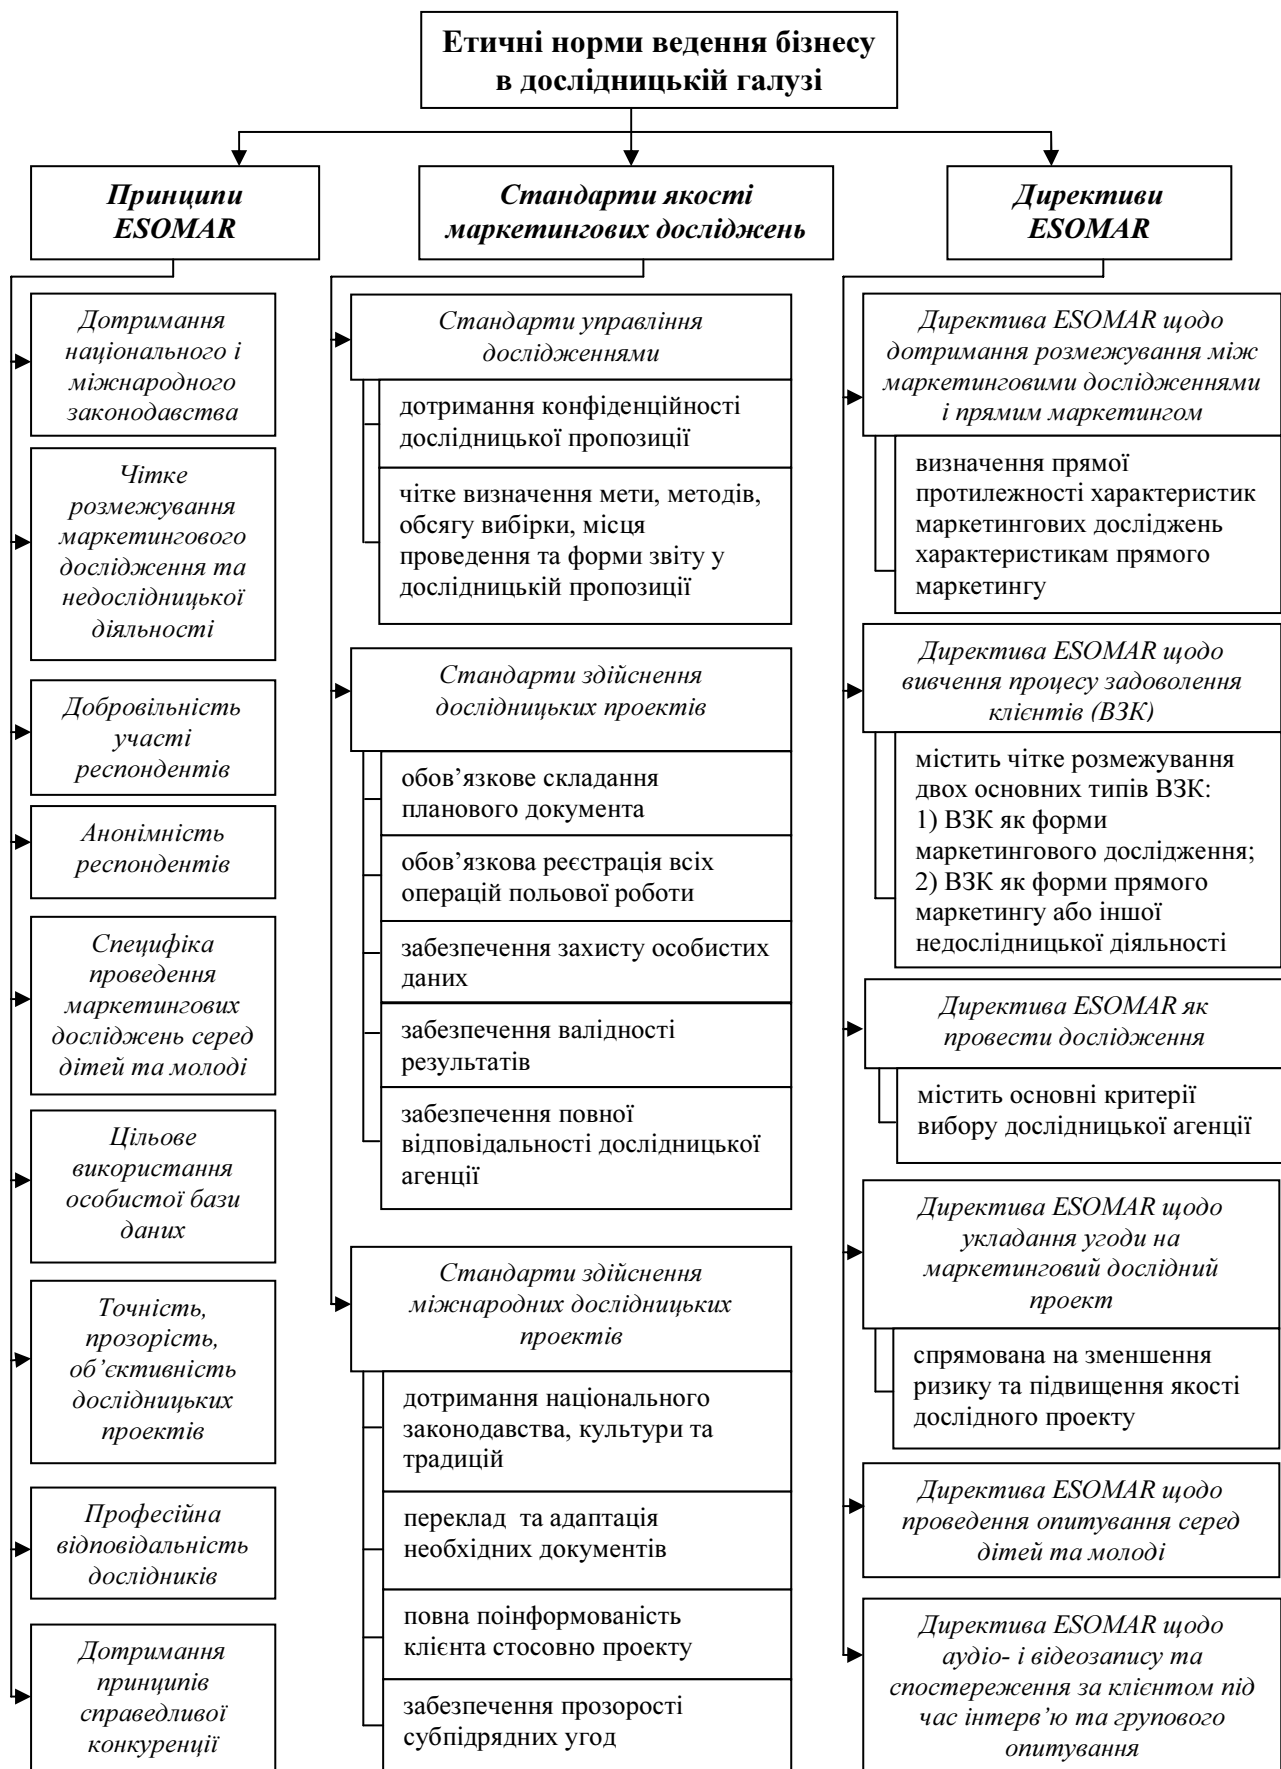 Етичні норми ведення бізнесу
в дослідницькій галузі
Принципи
ESOMAR
Дотримання
національного і
міжнародного
законодавства
Чітке
розмежування
маркетингового
дослідження та
недослідницької
діяльності
Добровільність
участі
респондентів
Анонімність
респондентів
Специфіка
проведення
маркетингових
досліджень серед
дітей та молоді
Цільове
використання
особистої бази
даних
Точність,
прозорість,
об’єктивність
дослідницьких
проектів
Професійна
відповідальність
дослідників
Дотримання
принципів
справедливої
конкуренції
Стандарти якості
маркетингових досліджень
Стандарти управління
дослідженнями
дотримання конфіденційності
дослідницької пропозиції
чітке визначення мети, методів,
обсягу вибірки, місця
проведення та форми звіту у
дослідницькій пропозиції
Стандарти здійснення
дослідницьких проектів
обов’язкове складання
планового документа
обов’язкова реєстрація всіх
операцій польової роботи
забезпечення захисту особистих
даних
забезпечення валідності
результатів
забезпечення повної
відповідальності дослідницької
агенції
Стандарти здійснення
міжнародних дослідницьких
проектів
дотримання національного
законодавства, культури та
традицій
переклад та адаптація
необхідних документів
повна поінформованість
клієнта стосовно проекту
забезпечення прозорості
субпідрядних угод
Директиви
ESOMAR
Директива ESOMAR щодо
дотримання розмежування між
маркетинговими дослідженнями
і прямим маркетингом
визначення прямої
протилежності характеристик
маркетингових досліджень
характеристикам прямого
маркетингу
Директива ESOMAR щодо
вивчення процесу задоволення
клієнтів (ВЗК)
містить чітке розмежування
двох основних типів ВЗК:
1) ВЗК як форми
маркетингового дослідження;
2) ВЗК як форми прямого
маркетингу або іншої
недослідницької діяльності
Директива ESOMAR як
провести дослідження
містить основні критерії
вибору дослідницької агенції
Директива ESOMAR щодо
укладання угоди на
маркетинговий дослідний
проект
спрямована на зменшення
ризику та підвищення якості
дослідного проекту
Директива ESOMAR щодо
проведення опитування серед
дітей та молоді
Директива ESOMAR щодо
аудіо- і відеозапису та
спостереження за клієнтом під
час інтерв’ю та групового
опитування